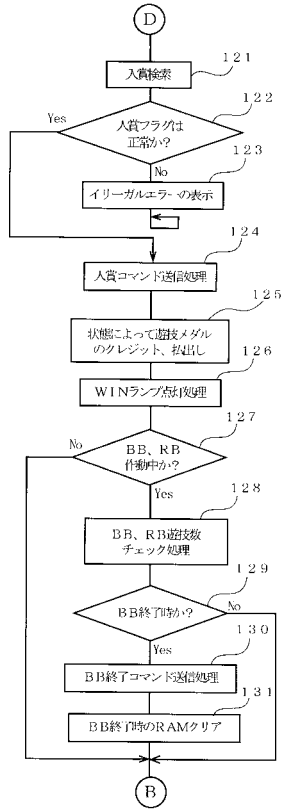 D
121
入賞検索
122
Yes
入賞フラグは
正常か?
123
No
イリーガルエラーの表示
124
入賞コマンド送信処理
125
状態によって遊技メダル
のクレジット、払出し
126
WINランプ点灯処理
127
No
BB、RB
作動中か?
Yes
128
BB、RB遊技数
チェック処理
129
BB終了時か?
No
Yes
130
BB終了コマンド送信処理
131
BB終了時のRAMクリア
B